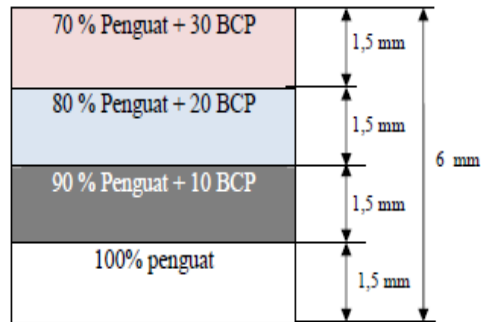 70 % Penguat + 30 BCP
1,5 mm
80 % Penguat + 20 BCP
1,5 mm
6 mm
90 % Penguat + 10 BCP
1,5 mm
100% penguat
1,5 mm